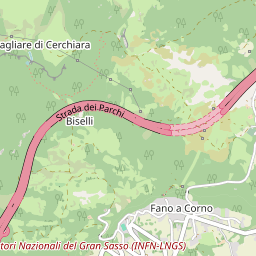 agliare di Cerchiara
Strada dei Parchi
Biselli
Fano a Corno
tori Nazionali del Gran Sasso (INFN-LNGS)